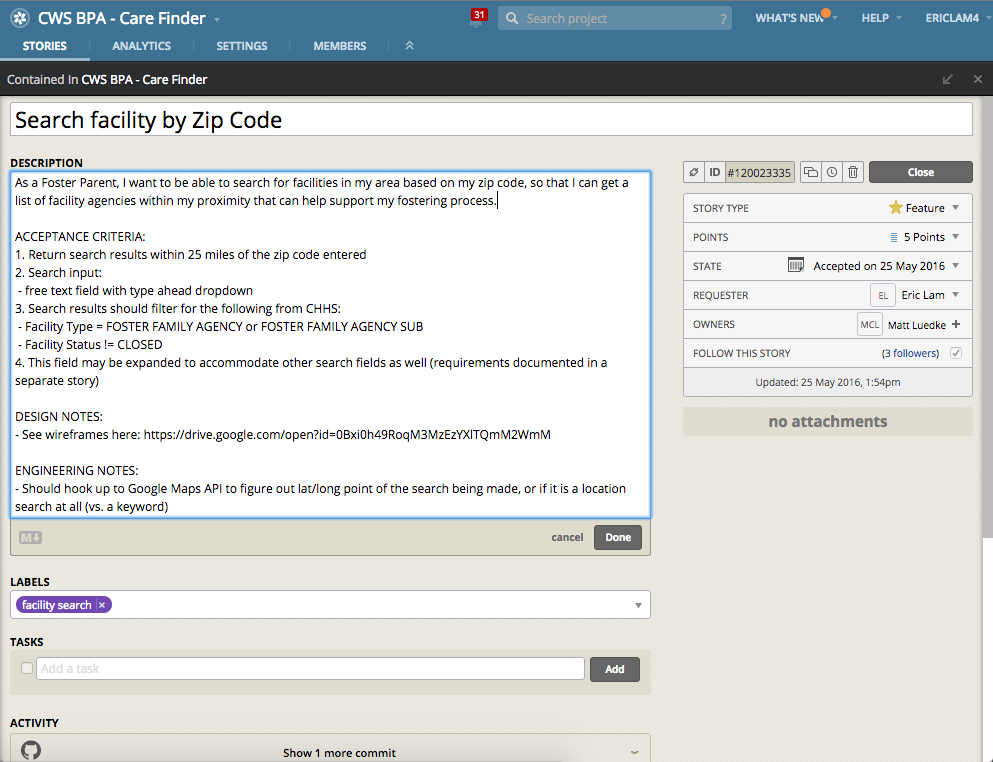 CWS BPA - Care Finder
31
Search project
?
WHAT'S NEW
HELP
ERICLAM4
STORIES
ANALYTICS
SETTINGS
MEMBERS
Contained In CWS BPA - Care Finder
Search facility by Zip Code
DESCRIPTION
As a Foster Parent, I want to be able to search for facilities in my area based on my zip code, so that I can get a
list of facility agencies within my proximity that can help support my fostering process.
ACCEPTANCE CRITERIA:
1. Return search results within 25 miles of the zip code entered
2. Search input:
- free text field with type ahead dropdown
3. Search results should filter for the following from CHHS:
- Facility Type = FOSTER FAMILY AGENCY or FOSTER FAMILY AGENCY SUB
- Facility Status != CLOSED
4. This field may be expanded to accommodate other search fields as well (requirements documented in a
separate story)
DESIGN NOTES:
- See wireframes here: https://drive.google.com/open?id=0Bxi0h49RoqM3MzEzYXlTQmM2WmM
ENGINEERING NOTES:
- Should hook up to Google Maps API to figure out lat/long point of the search being made, or if it is a location
search at all (vs. a keyword)
M
cancel
Done
LABELS
facility search ×
TASKS
Add a task
Add
ACTIVITY
Show 1 more commit
ID #120023335
Close
STORY TYPE
Feature
POINTS
5 Points
STATE
Accepted on 25 May 2016
REQUESTER
EL
Eric Lam
OWNERS
MCL
Matt Luedke +
FOLLOW THIS STORY
(3 followers)
Updated: 25 May 2016, 1:54pm
no attachments